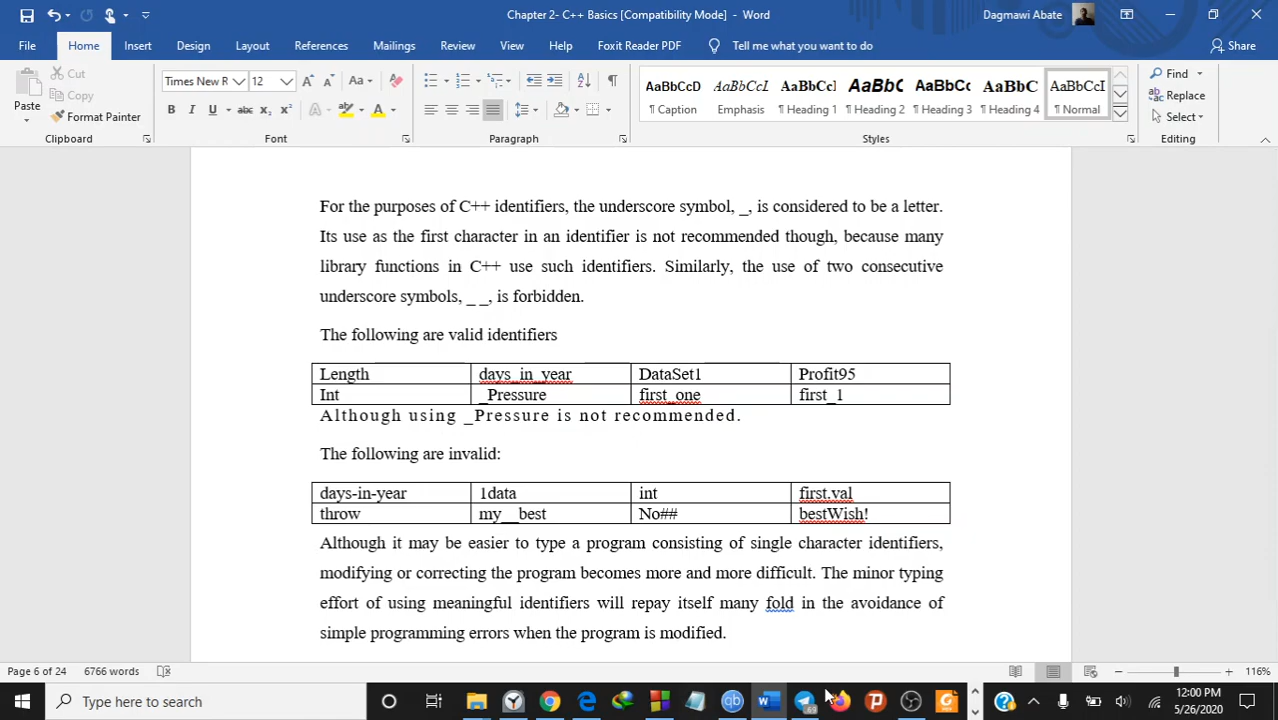 Chapter 2- C++ Basics [Compatibility Mode] - Word
Dagmawi Abate
File Home Insert Design Layout References Mailings Review View Help Foxit Reader PDF Tell me what you want to do Share
Paste
Cut
Copy
Format Painter
Clipboard
Times New R 12
Font
Paragraph
AaBbCcD AaBbCcL AaBbCcI AaBbC AaBbCc AaBbC AaBbCcI
¶ Caption Emphasis ¶ Heading 1 ¶ Heading 2 ¶ Heading 3 ¶ Heading 4 ¶ Normal
Styles
Find
Replace
Select
Editing
For the purposes of C++ identifiers, the underscore symbol, _, is considered to be a letter.
Its use as the first character in an identifier is not recommended though, because many
library functions in C++ use such identifiers. Similarly, the use of two consecutive
underscore symbols, _ _, is forbidden.
The following are valid identifiers
Length days_in_year DataSet1 Profit95
Int _Pressure first_one first_1
Although using _Pressure is not recommended.
The following are invalid:
days-in-year 1data int first.val
throw my__best No## bestWish!
Although it may be easier to type a program consisting of single character identifiers,
modifying or correcting the program becomes more and more difficult. The minor typing
effort of using meaningful identifiers will repay itself many fold in the avoidance of
simple programming errors when the program is modified.
Page 6 of 24 6766 words 116%
Type here to search
12:00 PM
5/26/2020